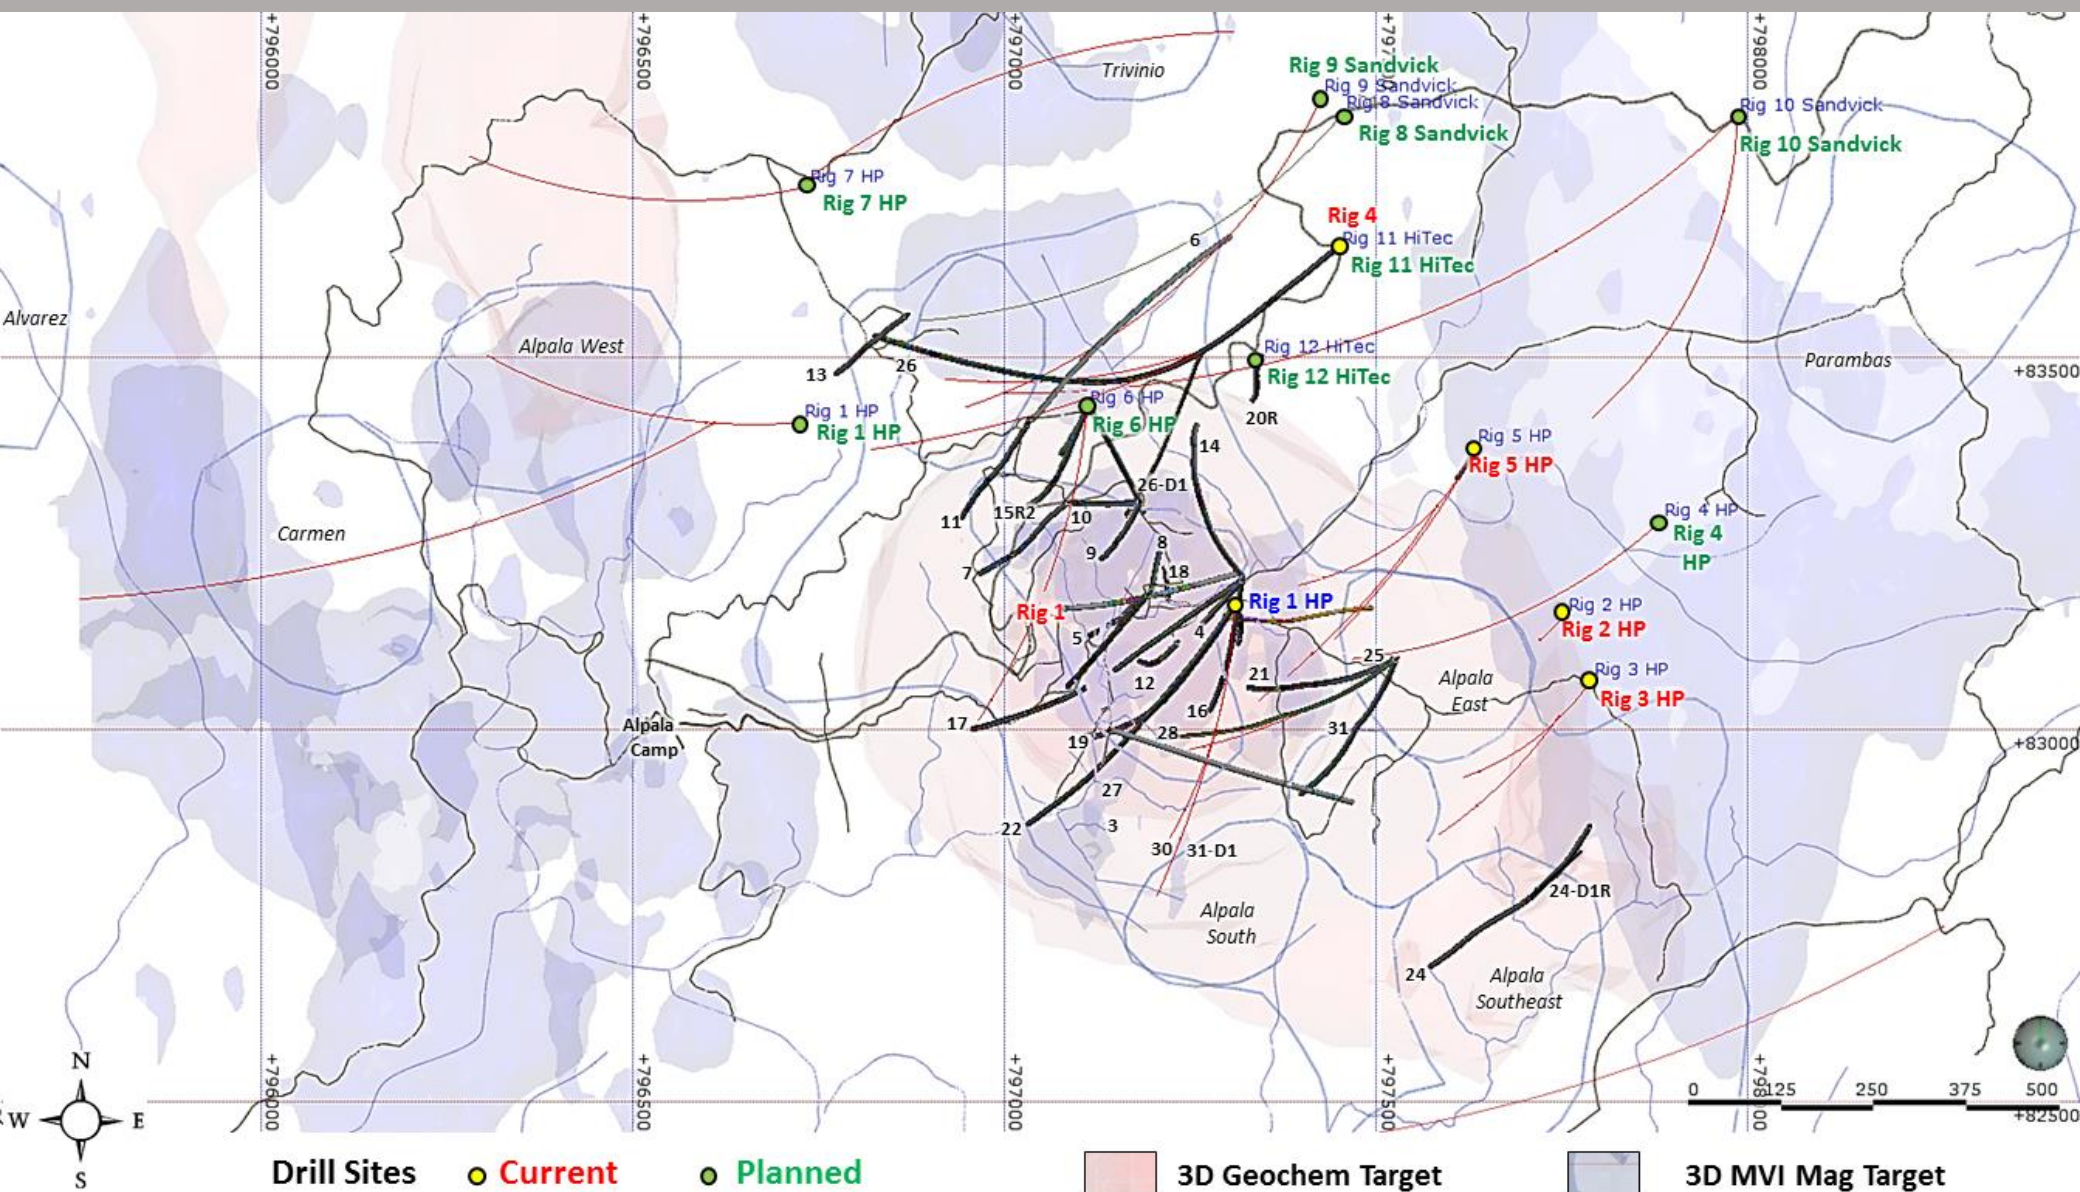 +796000
+796500
+797000
+797500
+798000
Trivinio
Rig 9 Sandvick
Rig 9 Sandvick
Rig 8 Sandvick
Rig 8 Sandvick
Rig 10 Sandvick
Rig 10 Sandvick
Rig 7 HP
Rig 7 HP
Rig 4
6
Rig 11 HiTec
Rig 11 HiTec
Alvarez
Alpala West
Rig 12 HiTec
Parambas
13
26
Rig 12 HiTec
+83500
Rig 6 HP
Rig 1 HP
20R
Rig 6 HP
Rig 1 HP
14
Rig 5 HP
Rig 5 HP
26-D1
Rig 4 HP
11
15R2
10
Carmen
Rig 4
HP
8
9
7
18
Rig 1
Rig 1 HP
Rig 2 HP
Rig 2 HP
5
4
25
Rig 3 HP
21
Alpala
East
12
Rig 3 HP
16
17
Alpala
Camp
28
31
19
+83000
27
22
3
30
31-D1
24-D1R
Alpala
South
24
Alpala
Southeast
N
W
E
S
+796000
+796500
+797000
+797500
+798000
0
125
250
375
500
+82500
Drill Sites
Current
Planned
3D Geochem Target
3D MVI Mag Target